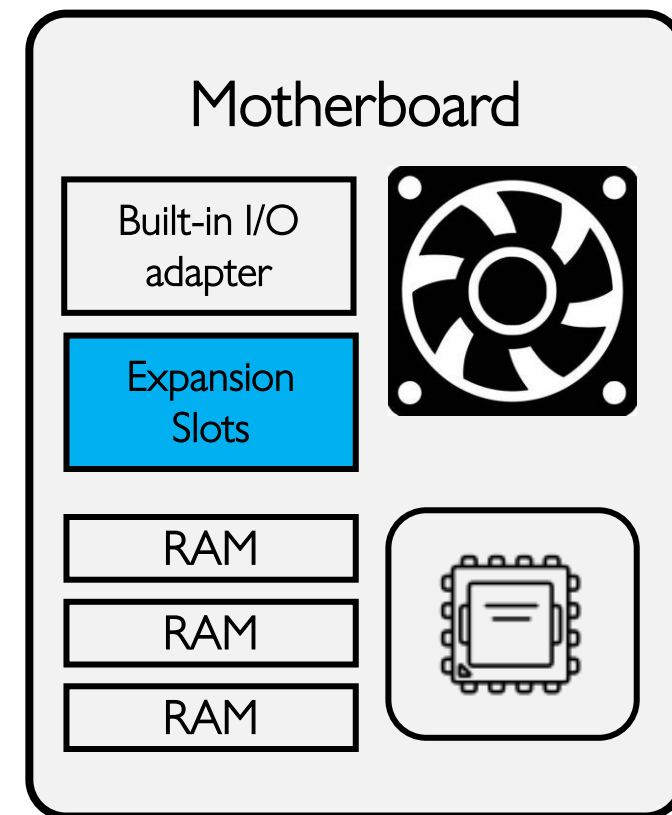 Motherboard
Built-in I/O
adapter
Expansion
Slots
RAM
RAM
RAM